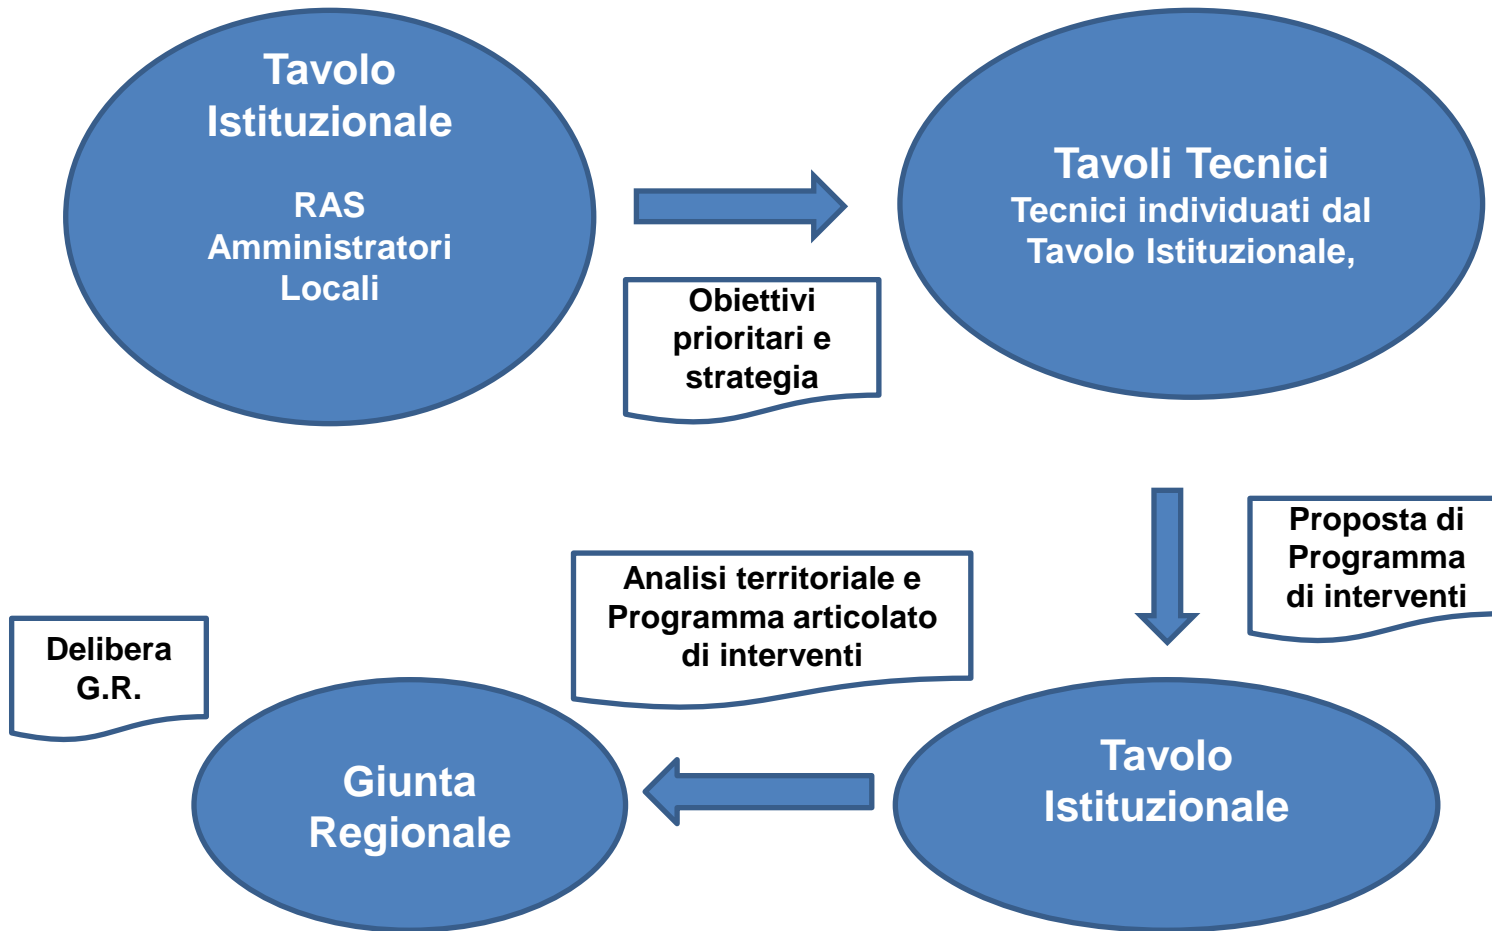 Tavolo
Istituzionale
RAS
Amministratori
Locali
Obiettivi
prioritari e
strategia
Tavoli Tecnici
Tecnici individuati dal
Tavolo Istituzionale,
Proposta di
Programma
di interventi
Tavolo
Istituzionale
Analisi territoriale e
Programma articolato
di interventi
Giunta
Regionale
Delibera
G.R.